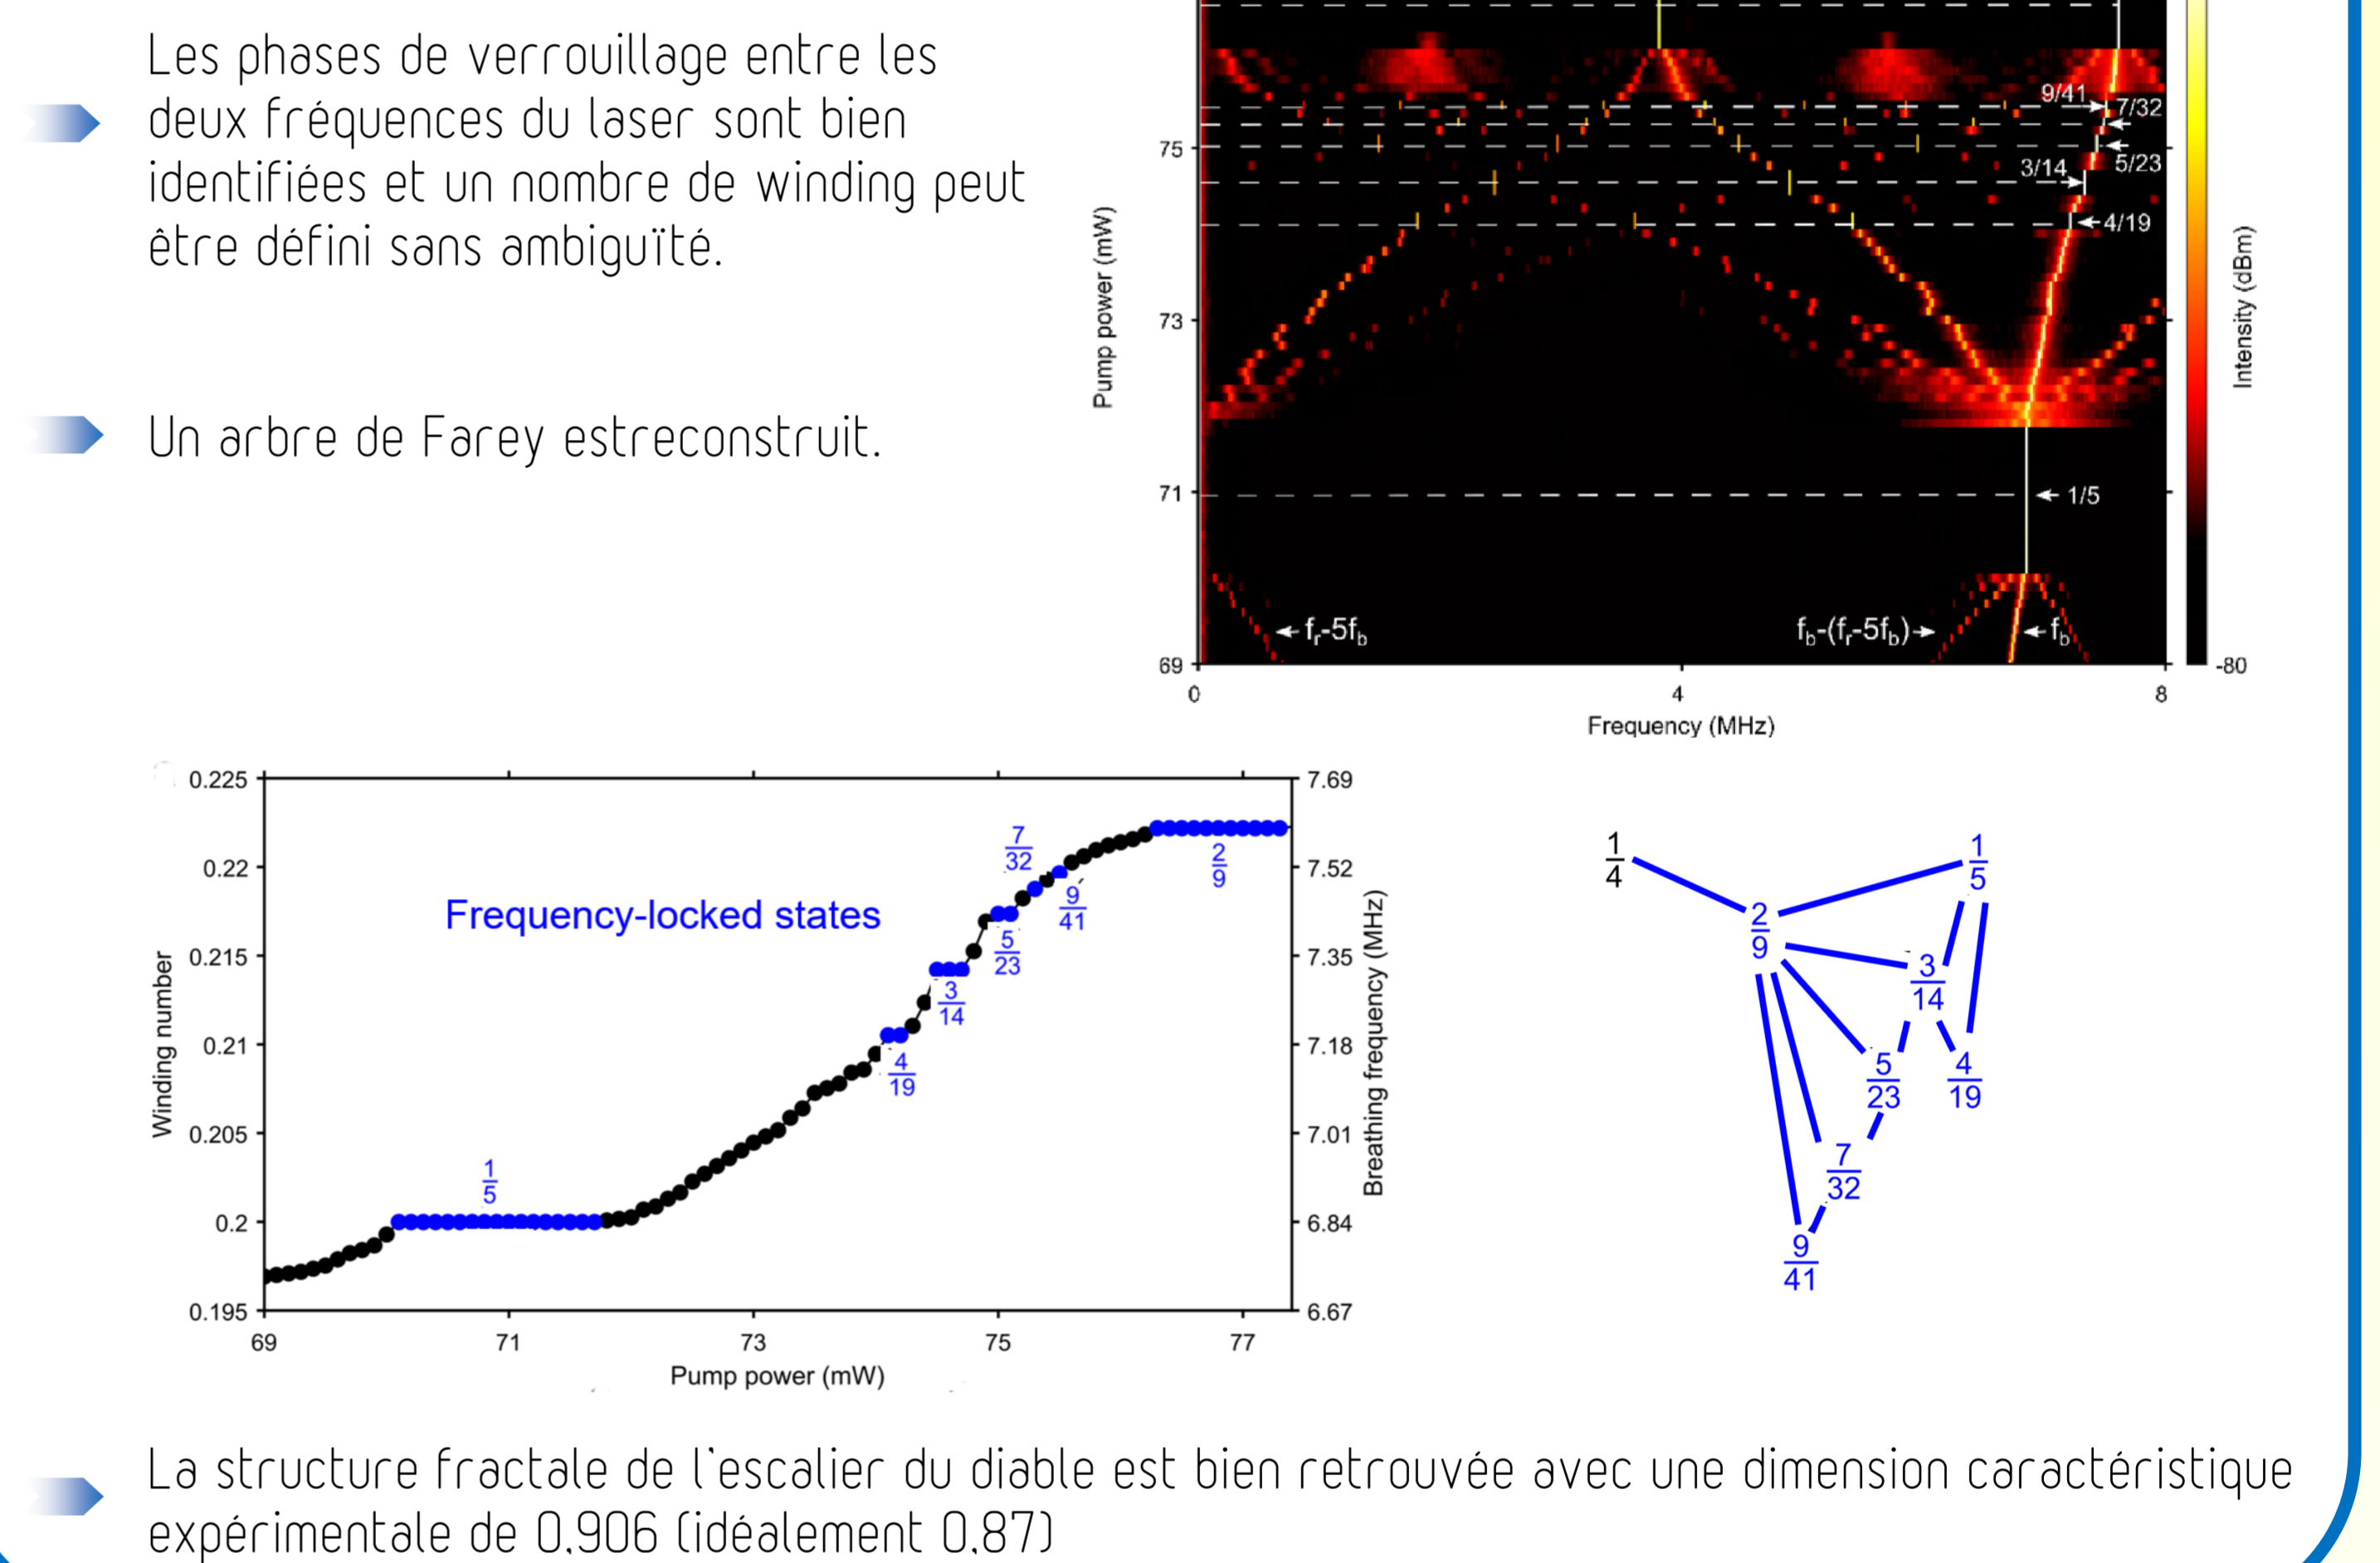 Les phases de verrouillage entre les
deux fréquences du laser sont bien
identifiées et un nombre de winding peut
être défini sans ambiguïté.
Un arbre de Farey estreconstruit.
Pump power (mW)
75
73
71
69
0
4
8
Frequency (MHz)
9/41
7/32
5/23
3/14
4/19
1/5
fr-5fb
fb-(fr-5fb)
fb
Intensity (dBm)
-80
Winding number
0.225
0.22
0.215
0.21
0.205
0.2
0.195
69
71
73
75
77
Pump power (mW)
7.69
7.52
7.35
7.18
7.01
6.84
6.67
Breathing frequency (MHz)
Frequency-locked states
1/5
4/19
3/14
5/23
7/32
9/41
2/9
1/4
1/5
2/9
3/14
5/23
4/19
7/32
9/41
La structure fractale de l'escalier du diable est bien retrouvée avec une dimension caractéristique
expérimentale de 0,906 (idéalement 0,87)